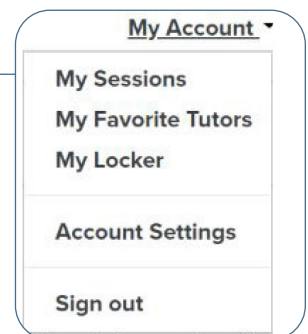 My Account
My Sessions
My Favorite Tutors
My Locker
Account Settings
Sign out